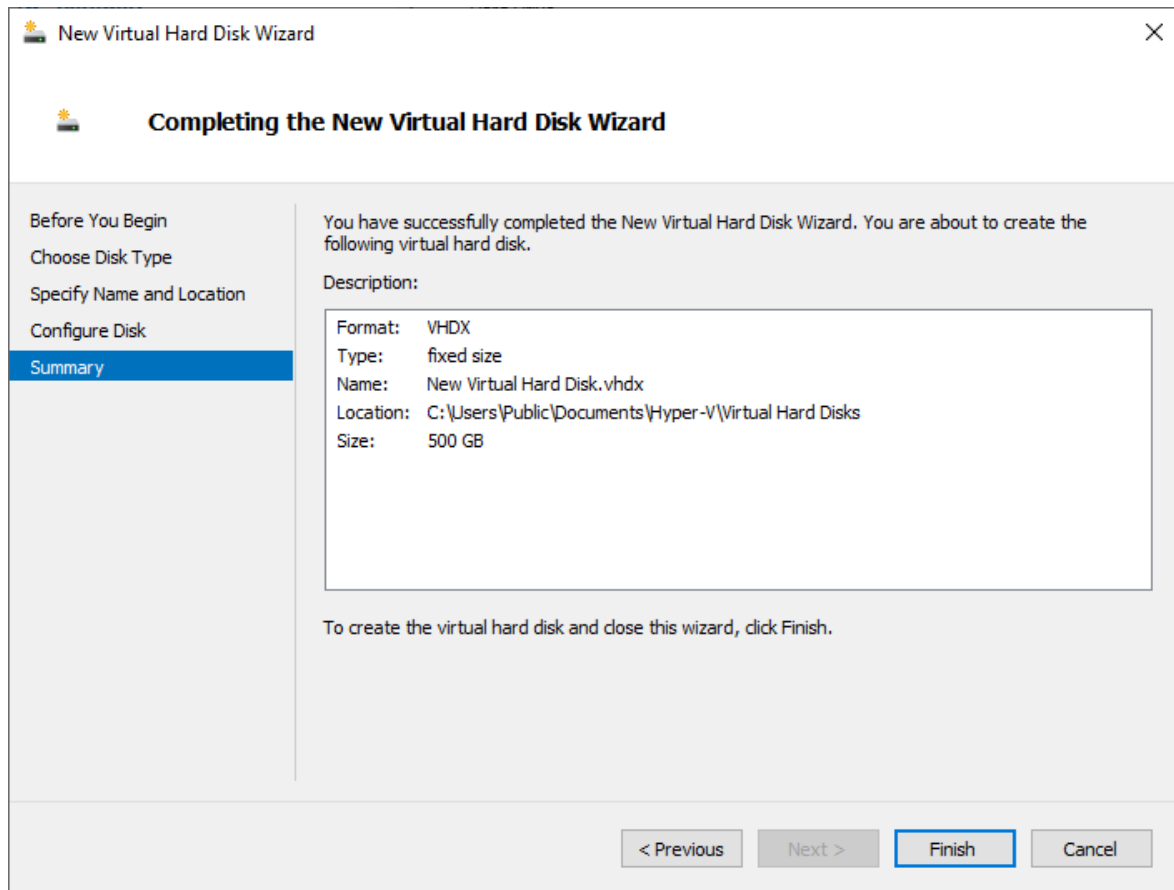 New Virtual Hard Disk Wizard
Completing the New Virtual Hard Disk Wizard
Before You Begin
Choose Disk Type
Specify Name and Location
Configure Disk
Summary
You have successfully completed the New Virtual Hard Disk Wizard. You are about to create the
following virtual hard disk.
Description:
Format: VHDX
Type: fixed size
Name: New Virtual Hard Disk.vhdx
Location: C:\Users\Public\Documents\Hyper-V\Virtual Hard Disks
Size: 500 GB
To create the virtual hard disk and close this wizard, click Finish.
< Previous
Next >
Finish
Cancel